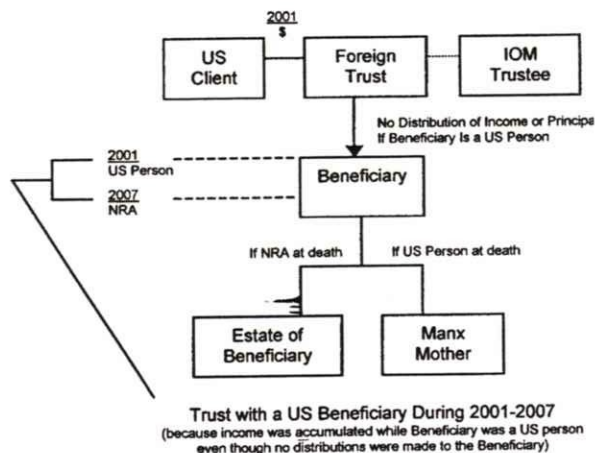 2001
$
US
Client
Foreign
Trust
IOM
Trustee
No Distribution of Income or Principa
If Beneficiary Is a US Person
2001
US Person
2007
NRA
Beneficiary
If NRA at death
If US Person at death
Estate of
Beneficiary
Manx
Mother
Trust with a US Beneficiary During 2001-2007
(because income was accumulated while Beneficiary was a US person
even though no distributions were made to the Beneficiary)